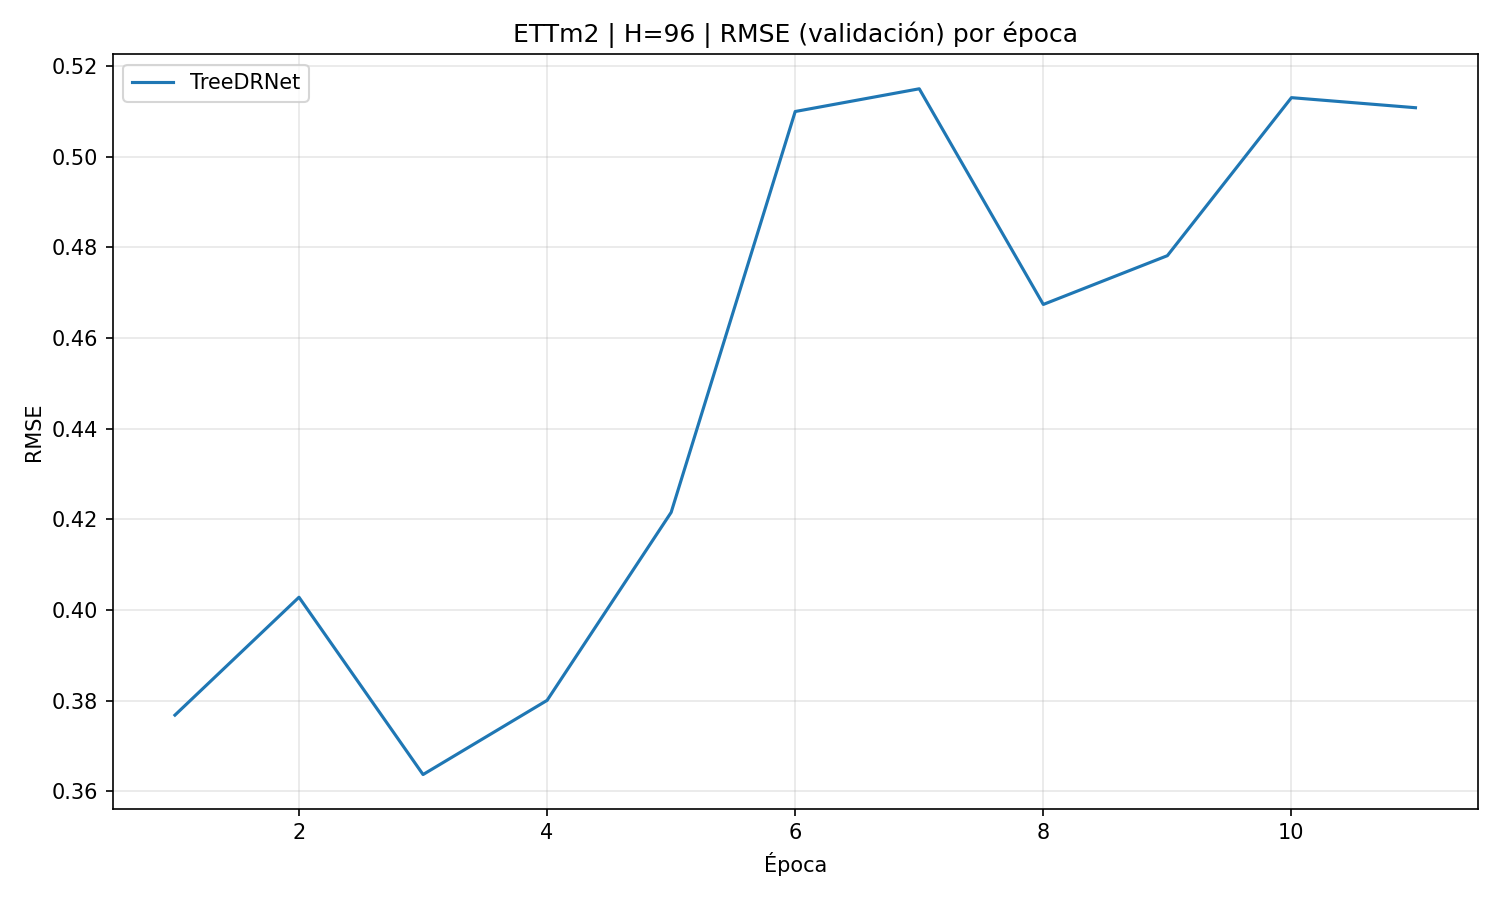 ETTm2 | H=96 | RMSE (validación) por época
TreeDRNet
RMSE
0.52
0.50
0.48
0.46
0.44
0.42
0.40
0.38
0.36
2 4 6 8 10
Época